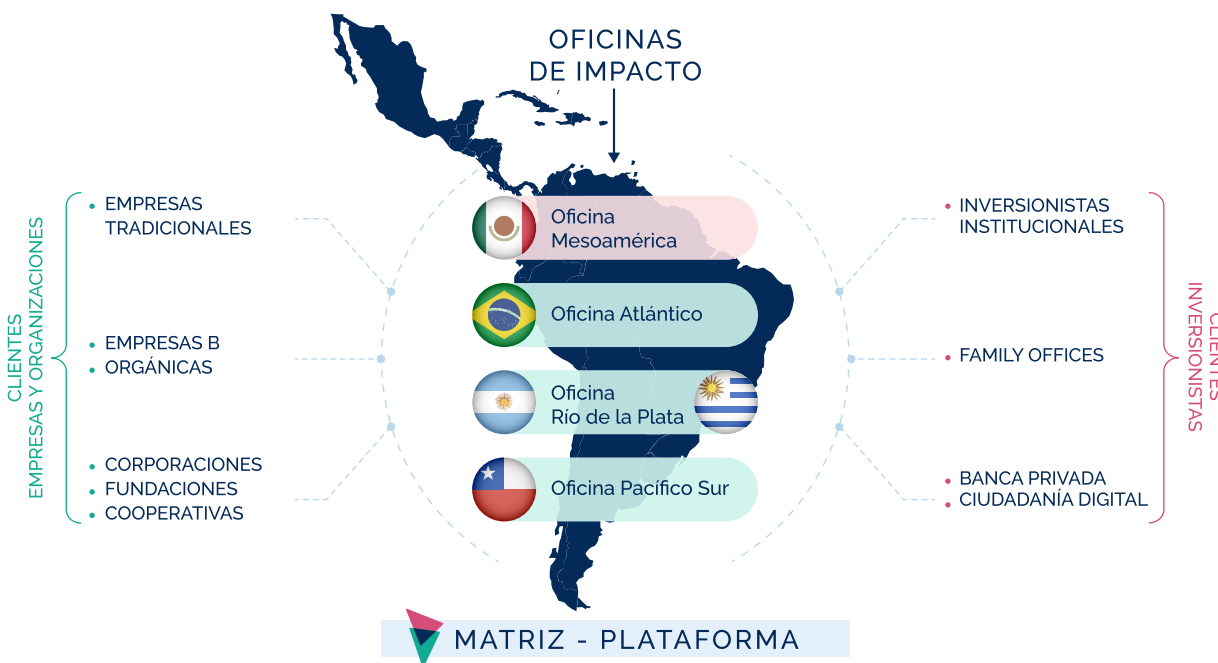 OFICINAS
DE IMPACTO
CLIENTES
EMPRESAS Y ORGANIZACIONES
EMPRESAS
TRADICIONALES
EMPRESAS B
ORGÁNICAS
CORPORACIONES
FUNDACIONES
COOPERATIVAS
Oficina
Mesoamérica
Oficina Atlántico
Oficina
Río de la Plata
Oficina Pacífico Sur
INVERSIONISTAS
INSTITUCIONALES
FAMILY OFFICES
BANCA PRIVADA
CIUDADANÍA DIGITAL
CLIENTES
INVERSIONISTAS
MATRIZ - PLATAFORMA